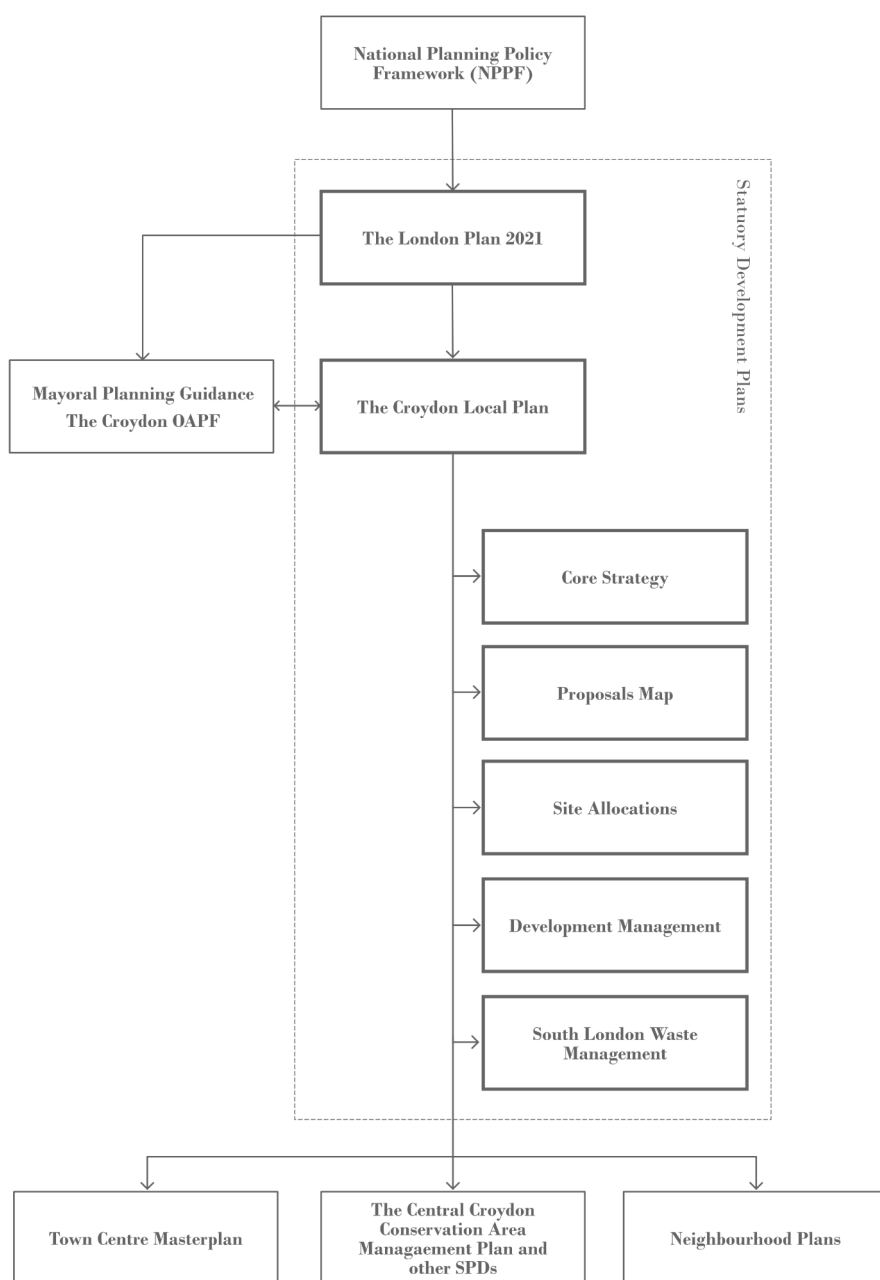 National Planning Policy
Framework (NPPF)
Statuory Development Plans
The London Plan 2021
Mayoral Planning Guidance
The Croydon OAPF
The Croydon Local Plan
Core Strategy
Proposals Map
Site Allocations
Development Management
South London Waste
Management
Town Centre Masterplan
The Central Croydon
Conservation Area
Managaement Plan and
other SPDs
Neighbourhood Plans